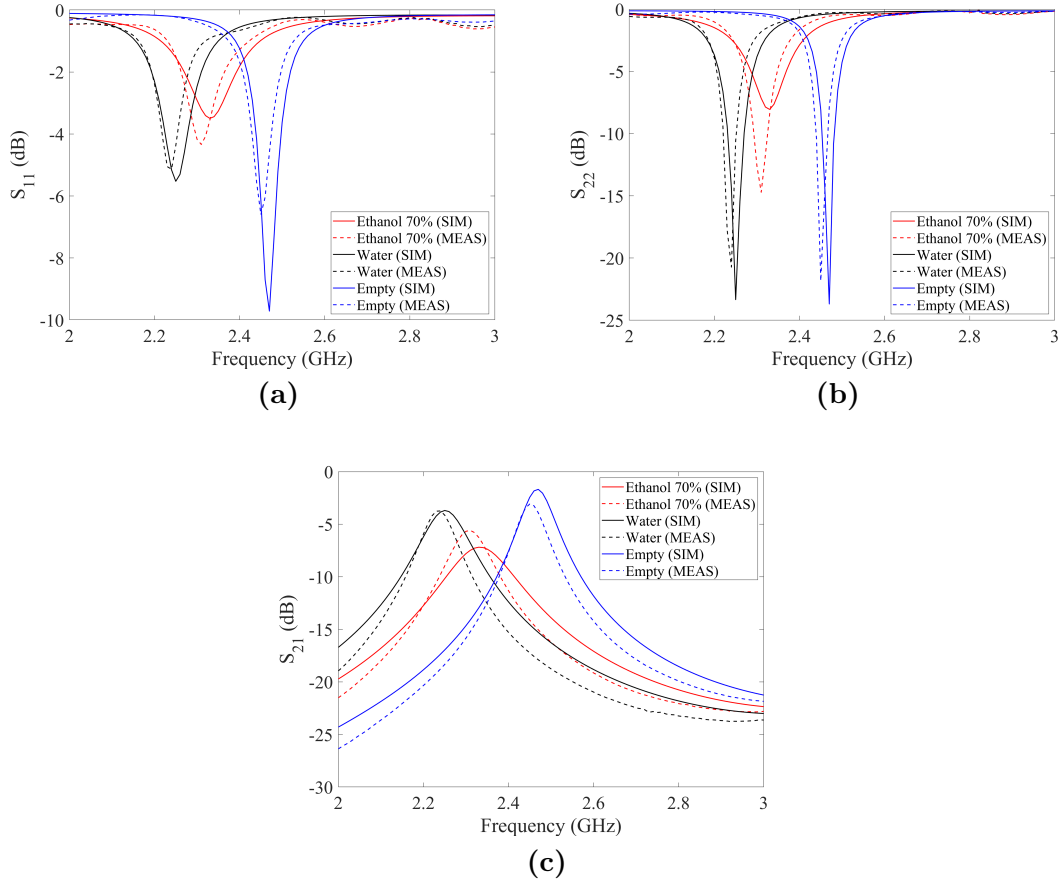 0
-2
-4
-6
-8
-10
S11 (dB)
2 2.2 2.4 2.6 2.8 3
Frequency (GHz)
Ethanol 70% (SIM)
Ethanol 70% (MEAS)
Water (SIM)
Water (MEAS)
Empty (SIM)
Empty (MEAS)
(a)
0
-5
-10
-15
-20
-25
S22 (dB)
2 2.2 2.4 2.6 2.8 3
Frequency (GHz)
Ethanol 70% (SIM)
Ethanol 70% (MEAS)
Water (SIM)
Water (MEAS)
Empty (SIM)
Empty (MEAS)
(b)
0
-5
-10
-15
-20
-25
-30
S21 (dB)
2 2.2 2.4 2.6 2.8 3
Frequency (GHz)
Ethanol 70% (SIM)
Ethanol 70% (MEAS)
Water (SIM)
Water (MEAS)
Empty (SIM)
Empty (MEAS)
(c)